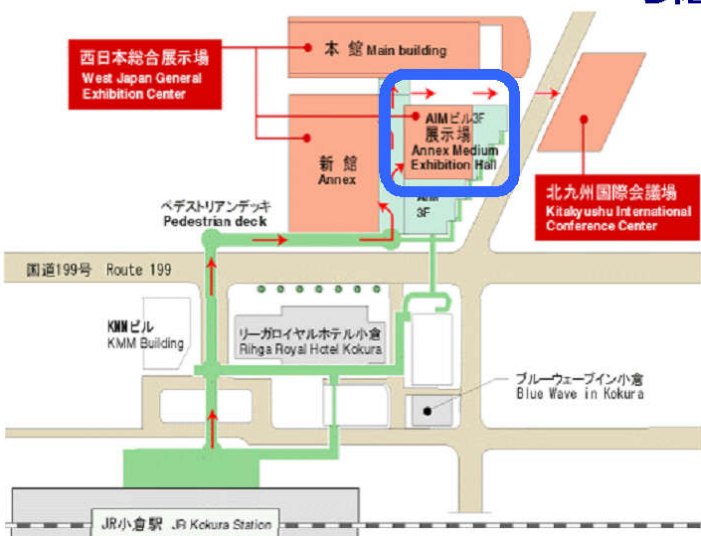 西日本総合展示場
West Japan General
Exhibition Center
本館 Main building
AIMビル3F
展示場
Annex Medium
Exhibition Hall
新館
Annex
3F
北九州国際会議場
Kitakyushu International
Conference Center
ペデストリアンデッキ
Pedestrian deck
国道199号 Route 199
KMMビル
KMM Building
リーガロイヤルホテル小倉
Rihga Royal Hotel Kokura
ブルーウェーブイン小倉
Blue Wave in Kokura
JR小倉駅 JR Kokura Station